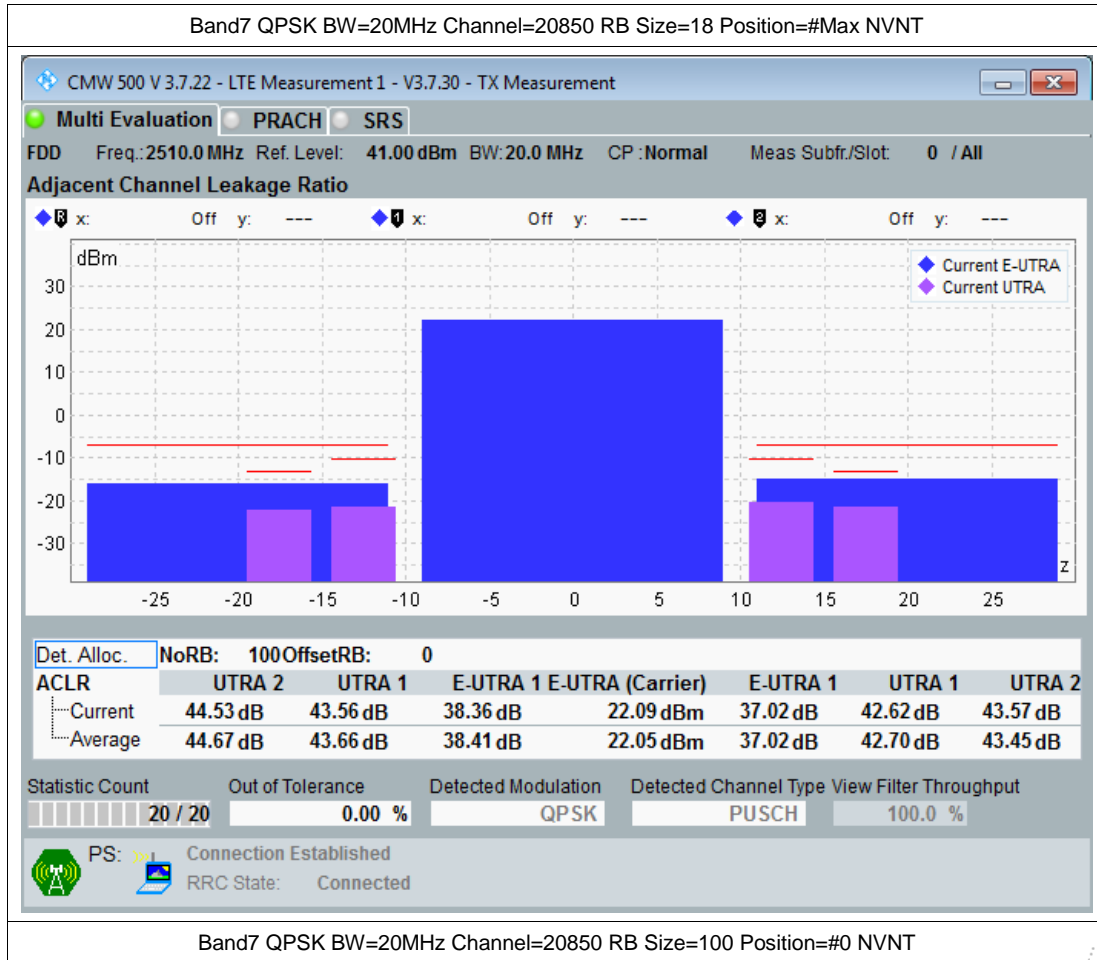 Band7 QPSK BW=20MHz Channel=20850 RB Size=18 Position=#Max NVNT
CMW 500 V 3.7.22 - LTE Measurement 1 - V3.7.30 - TX Measurement
Multi Evaluation PRACH SRS
FDD Freq.:2510.0 MHz Ref. Level: 41.00 dBm BW:20.0 MHz CP :Normal Meas Subfr./Slot: 0 / All
Adjacent Channel Leakage Ratio
R x: Off y: --- 1 x: Off y: --- 2 x: Off y: ---
dBm
Current E-UTRA
Current UTRA
30
20
10
0
-10
-20
-30
z
-25 -20 -15 -10 -5 0 5 10 15 20 25
Det. Alloc. NoRB: 100 OffsetRB: 0
ACLR UTRA 2 UTRA 1 E-UTRA 1 E-UTRA (Carrier) E-UTRA 1 UTRA 1 UTRA 2
Current 44.53 dB 43.56 dB 38.36 dB 22.09 dBm 37.02 dB 42.62 dB 43.57 dB
Average 44.67 dB 43.66 dB 38.41 dB 22.05 dBm 37.02 dB 42.70 dB 43.45 dB
Statistic Count Out of Tolerance Detected Modulation Detected Channel Type View Filter Throughput
20 / 20 0.00 % QPSK PUSCH 100.0 %
PS: Connection Established
RRC State: Connected
Band7 QPSK BW=20MHz Channel=20850 RB Size=100 Position=#0 NVNT